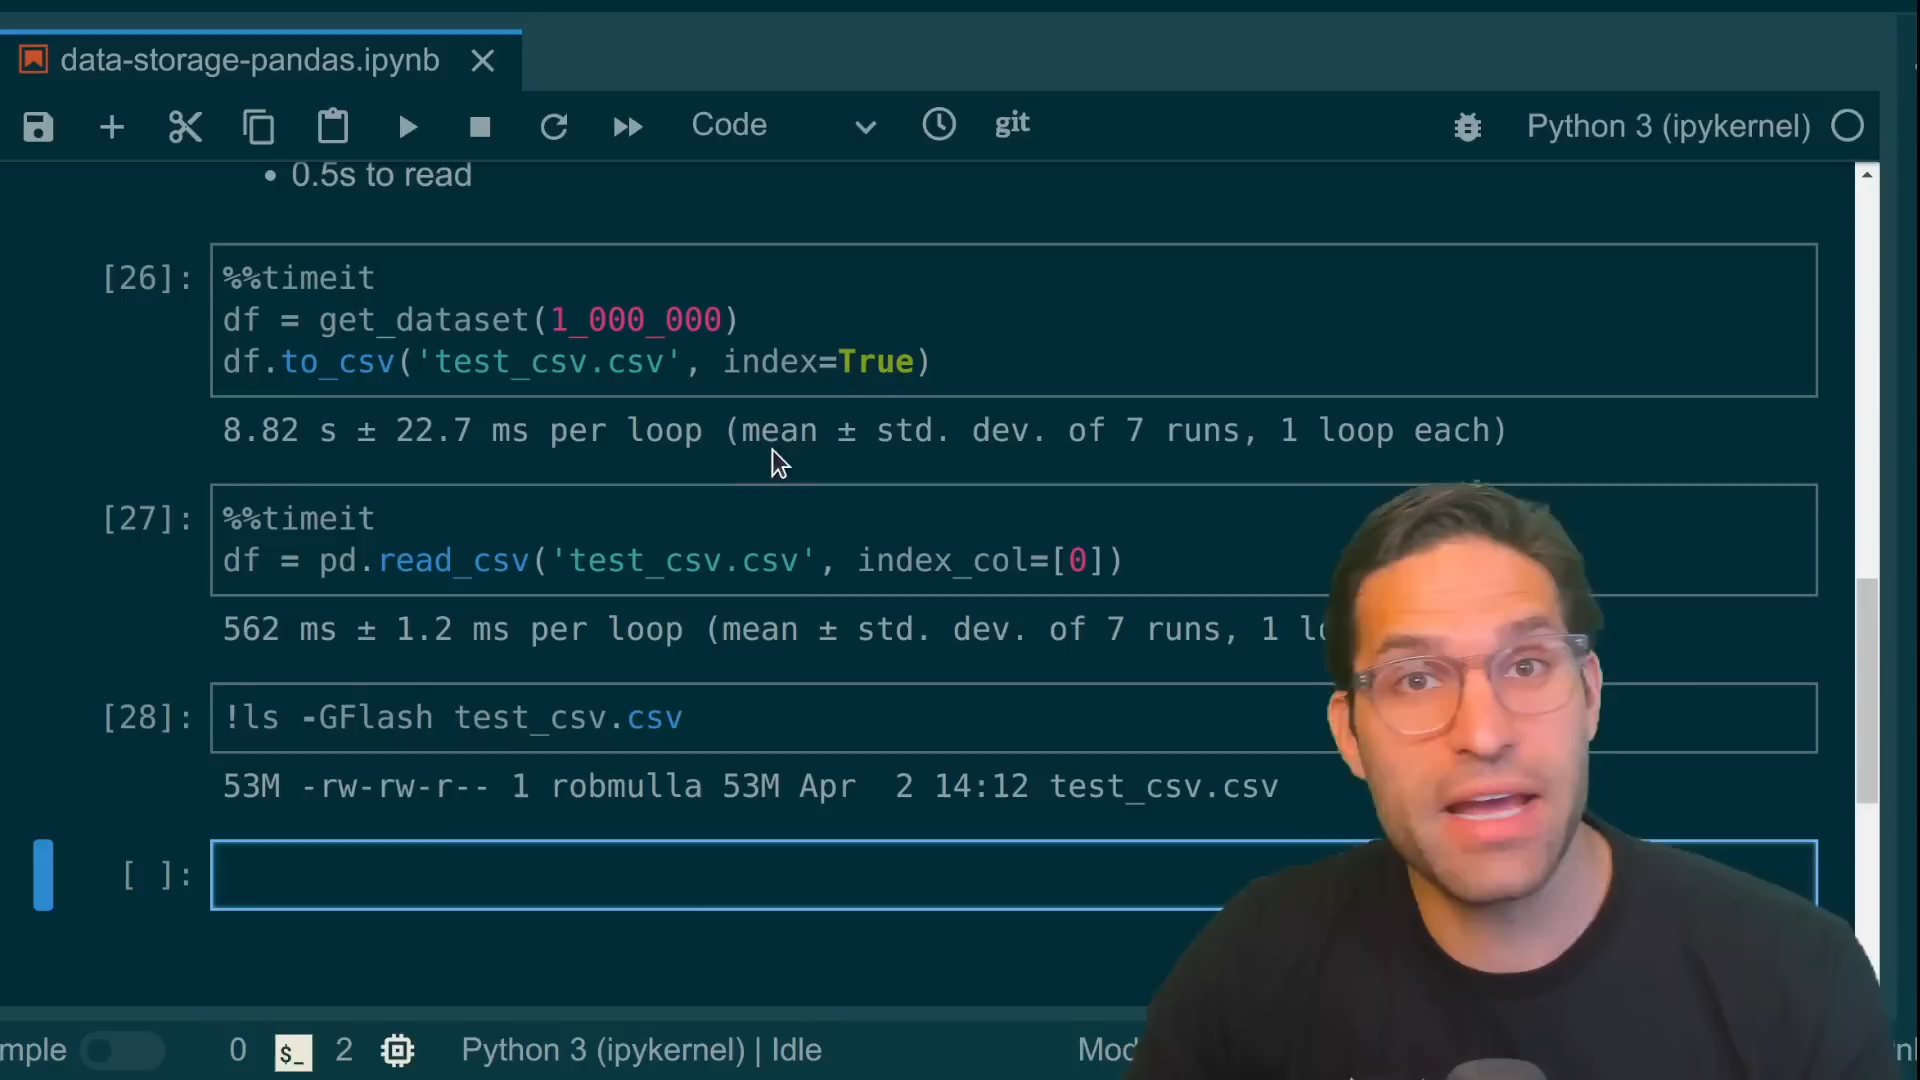 data-storage-pandas.ipynb
Code
git
Python 3 (ipykernel)
• 0.5s to read
[26]:
%%timeit
df = get_dataset(1_000_000)
df.to_csv('test_csv.csv', index=True)
8.82 s ± 22.7 ms per loop (mean ± std. dev. of 7 runs, 1 loop each)
[27]:
%%timeit
df = pd.read_csv('test_csv.csv', index_col=[0])
562 ms ± 1.2 ms per loop (mean ± std. dev. of 7 runs, 1
[28]:
!ls -GFlash test_csv.csv
53M -rw-rw-r-- 1 robmulla 53M Apr 2 14:12 test_csv.csv
[ ]:
mple 0 $_ 2 Python 3 (ipykernel) | Idle